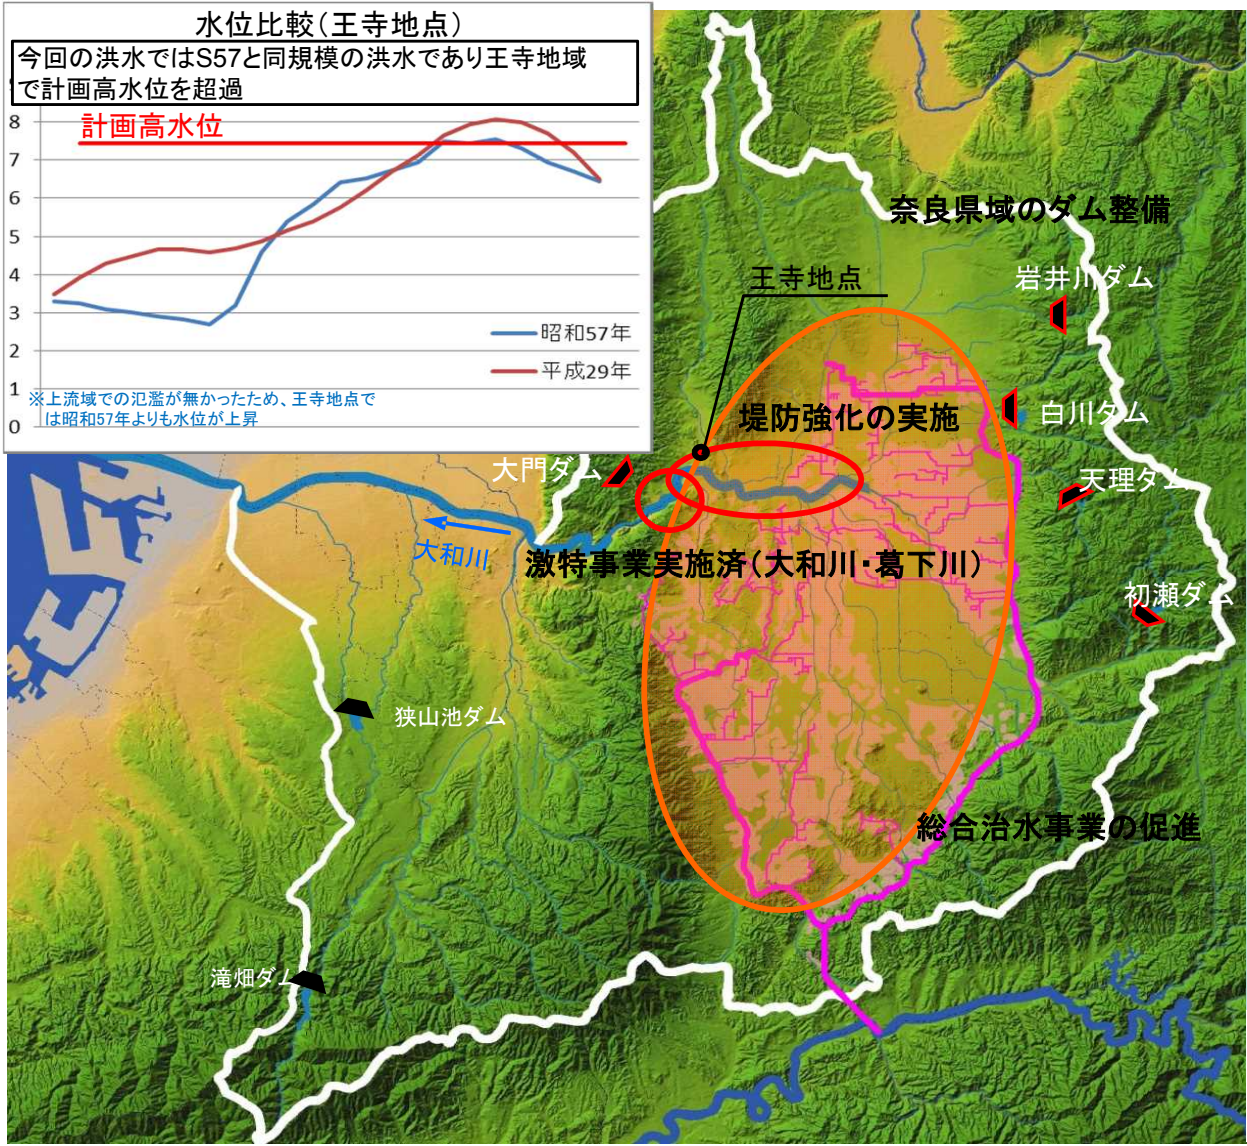 水位比較(王寺地点)
今回の洪水ではS57と同規模の洪水であり王寺地域
で計画高水位を超過
8
計画高水位
7
6
5
4
3
2
1
0
昭和57年
平成29年
※上流域での氾濫が無かったため、王寺地点で
は昭和57年よりも水位が上昇
奈良県域のダム整備
王寺地点
岩井川ダム
堤防強化の実施
白川ダム
大門ダム
天理ダム
大和川
激特事業実施済(大和川・葛下川)
初瀬ダム
狭山池ダム
総合治水事業の促進
滝畑ダム